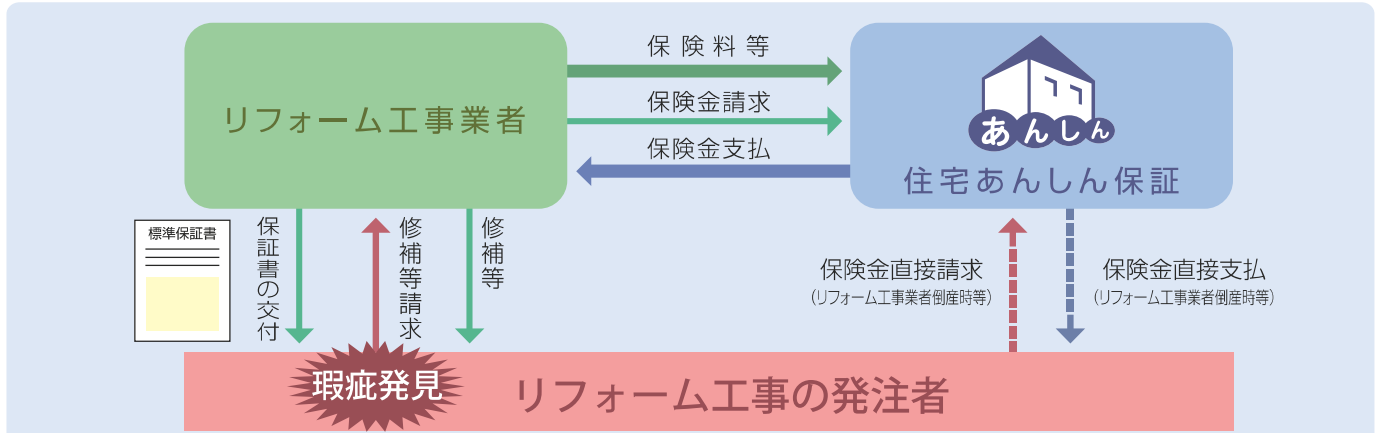 保険料等
リフォーム工事業者
保険金請求
保険金支払
あんしん
住宅あんしん保証
標準保証書
保証書の交付
修補等請求
修補等
保険金直接請求
(リフォーム工事業者倒産時等)
保険金直接支払
(リフォーム工事業者倒産時等)
瑕疵発見
リフォーム工事の発注者